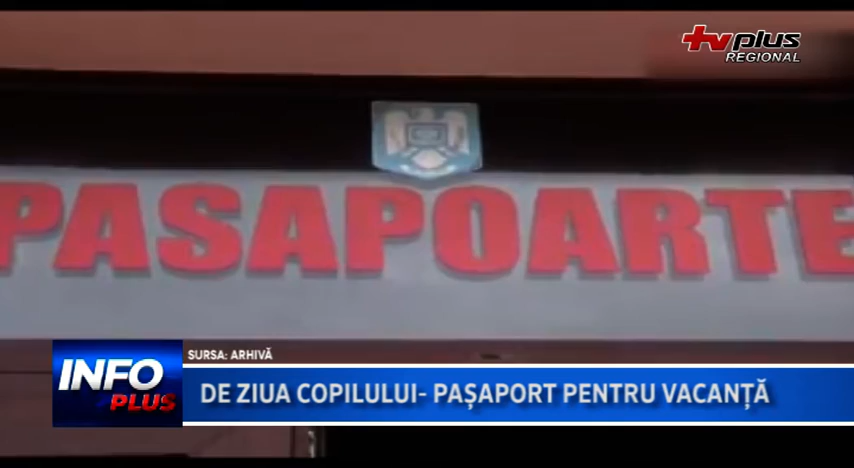 tvplus
REGIONAL
PASAPOARTE
SURSA: ARHIVĂ
INFO
PLUS
DE ZIUA COPILULUI- PAȘAPORT PENTRU VACANȚĂ